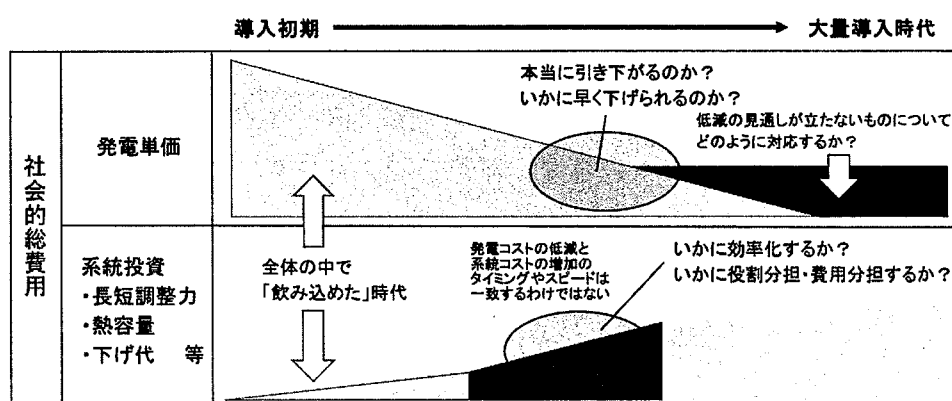 導入初期
大量導入時代
社会的総費用
発電単価
本当に引き下がるのか？
いかに早く下げられるのか？
低減の見通しが立たないものについて
どのように対応するか？
系統投資
・長短調整力
・熱容量
・下げ代　等
全体の中で
「飲み込めた」時代
発電コストの低減と
系統コストの増加の
タイミングやスピードは
一致するわけではない
いかに効率化するか？
いかに役割分担・費用分担するか？